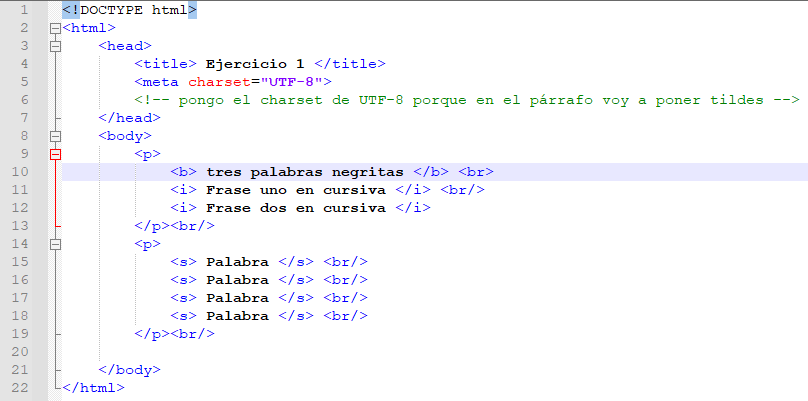 1 <!DOCTYPE html>
2 <html>
3 <head>
4 <title> Ejercicio 1 </title>
5 <meta charset="UTF-8">
6 <!-- pongo el charset de UTF-8 porque en el párrafo voy a poner tildes -->
7 </head>
8 <body>
9 <p>
10 <b> tres palabras negritas </b> <br>
11 <i> Frase uno en cursiva </i> <br/>
12 <i> Frase dos en cursiva </i>
13 </p><br/>
14 <p>
15 <s> Palabra </s> <br/>
16 <s> Palabra </s> <br/>
17 <s> Palabra </s> <br/>
18 <s> Palabra </s> <br/>
19 </p><br/>
20
21 </body>
22 </html>